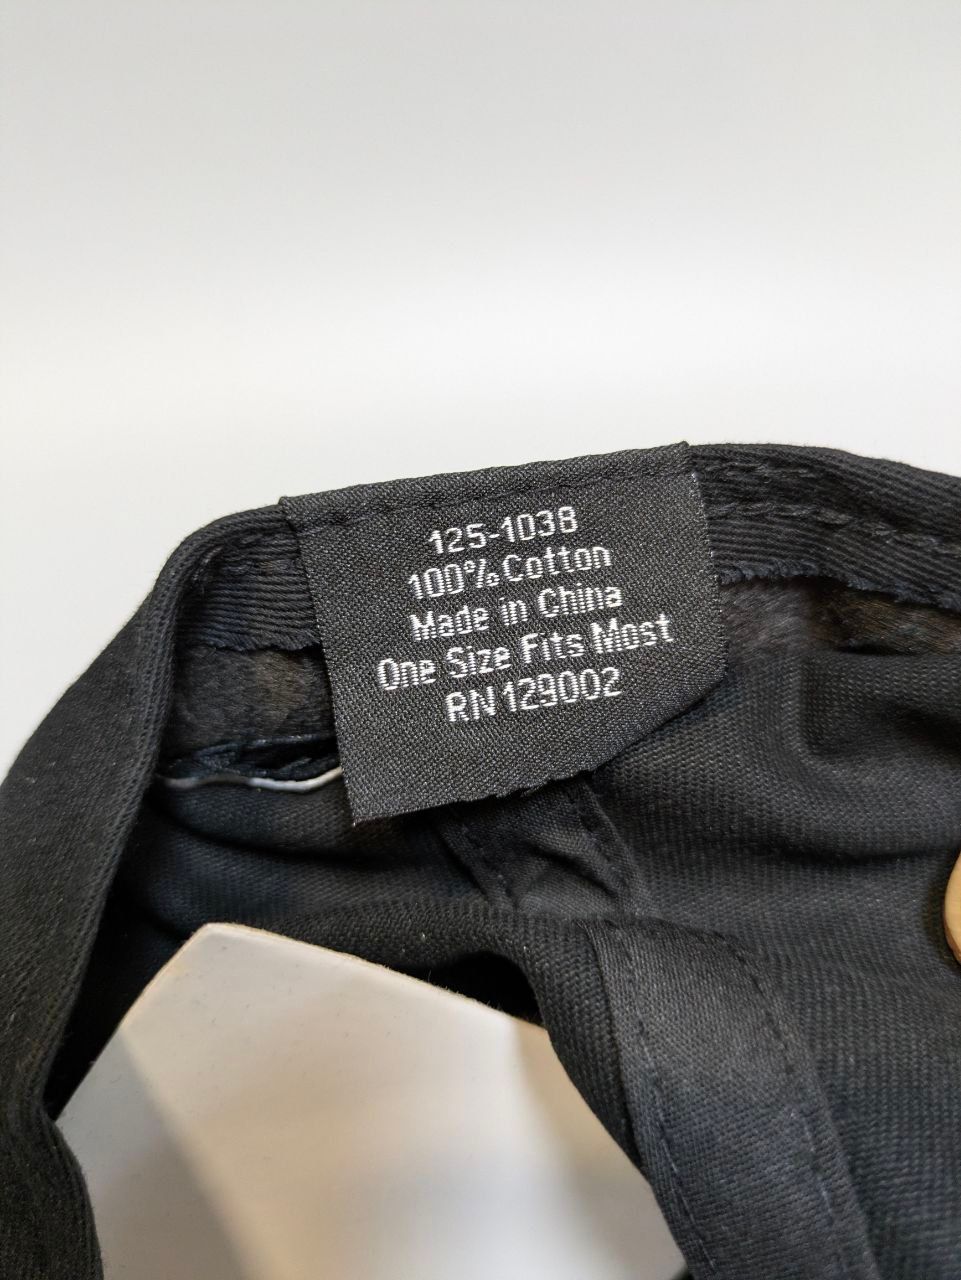 125-1038
100% Cotton
Made in China
One Size Fits Most
RN 129002